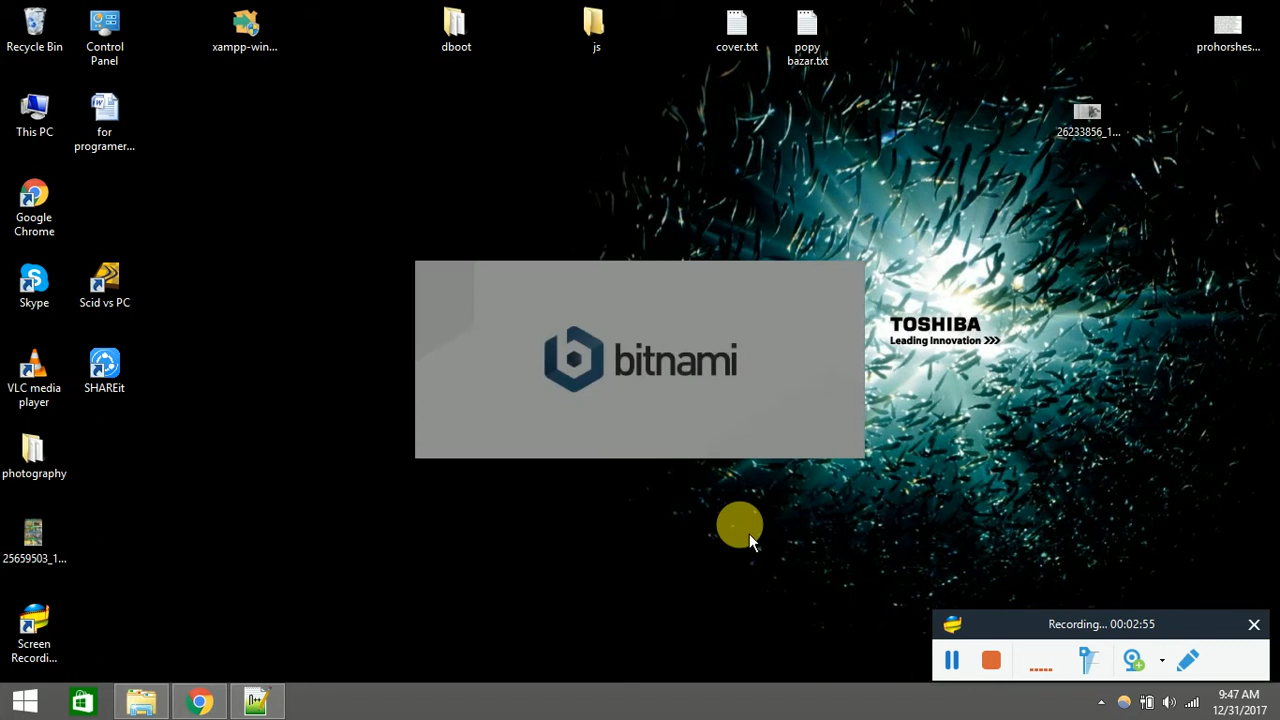 Recycle Bin
Control
Panel
xampp-win...
dboot
js
cover.txt
popy
bazar.txt
prohorshes...
This PC
for
programer...
26233856_1...
Google
Chrome
Skype
Scid vs PC
TOSHIBA
Leading Innovation >>>
bitnami
VLC media
player
SHAREit
photography
25659503_1...
Screen
Recordi...
Recording... 00:02:55
9:47 AM
12/31/2017